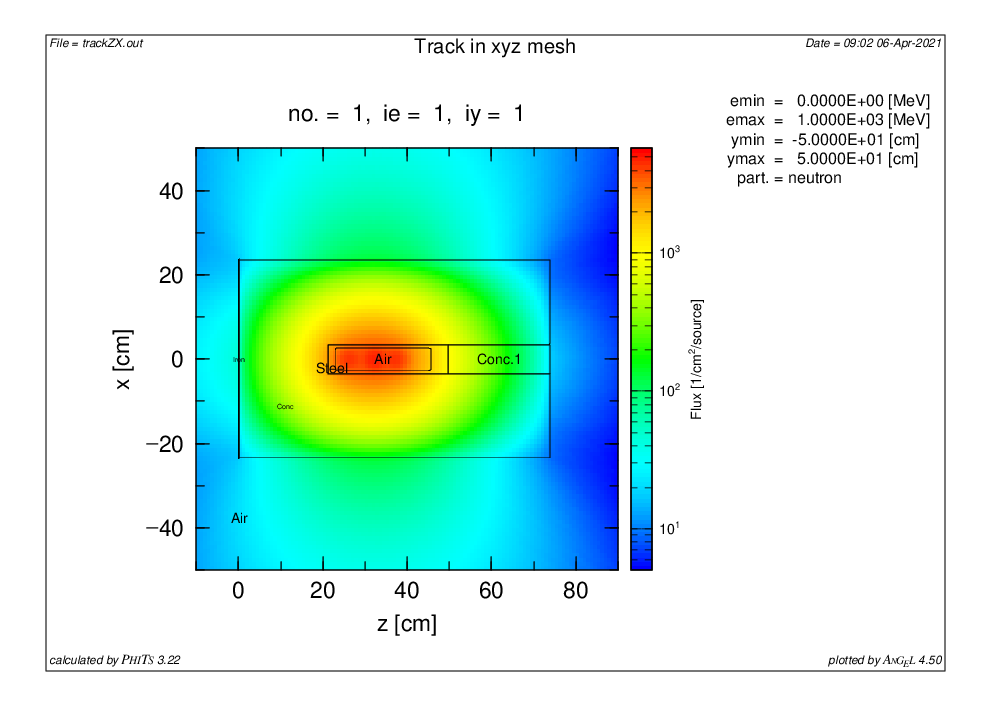 File = trackZX.out
Track in xyz mesh
Date = 09:02 06-Apr-2021
no. = 1, ie = 1, iy = 1
emin = 0.0000E+00 [MeV]
emax = 1.0000E+03 [MeV]
ymin = -5.0000E+01 [cm]
ymax = 5.0000E+01 [cm]
part. = neutron
40
20
0
−20
−40
x [cm]
Iron
Steel
Air
Conc.1
Conc
Air
0
20
40
60
80
z [cm]
10³
10²
10¹
Flux [1/cm²/source]
calculated by PHITS 3.22
plotted by ANGEL 4.50